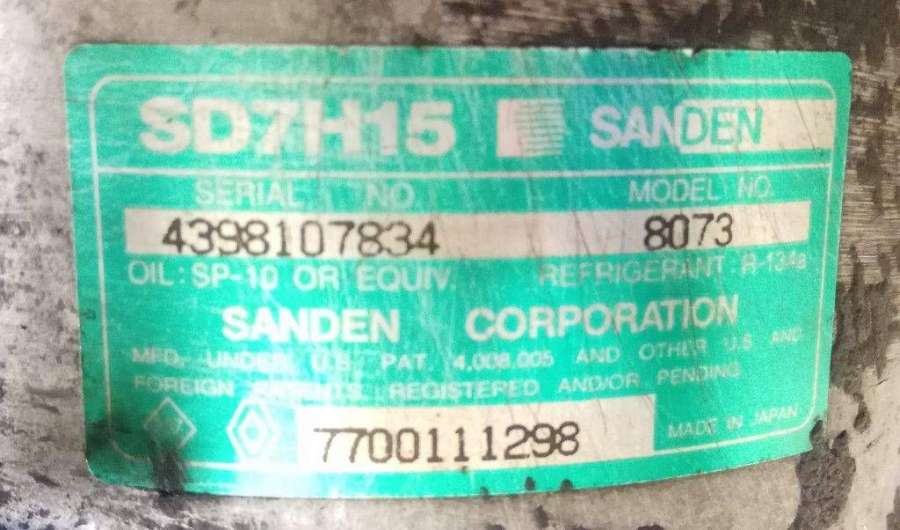 SD7H15 SANDEN
SERIAL NO. MODEL NO.
4398107834 8073
OIL: SP-10 OR EQUIV. REFRIGERANT: R-134a
SANDEN CORPORATION
MFD. UNDER U.S. PAT. 4,008,005 AND OTHER U.S. AND
FOREIGN PATENTS, REGISTERED AND/OR PENDING
7700111298 MADE IN JAPAN